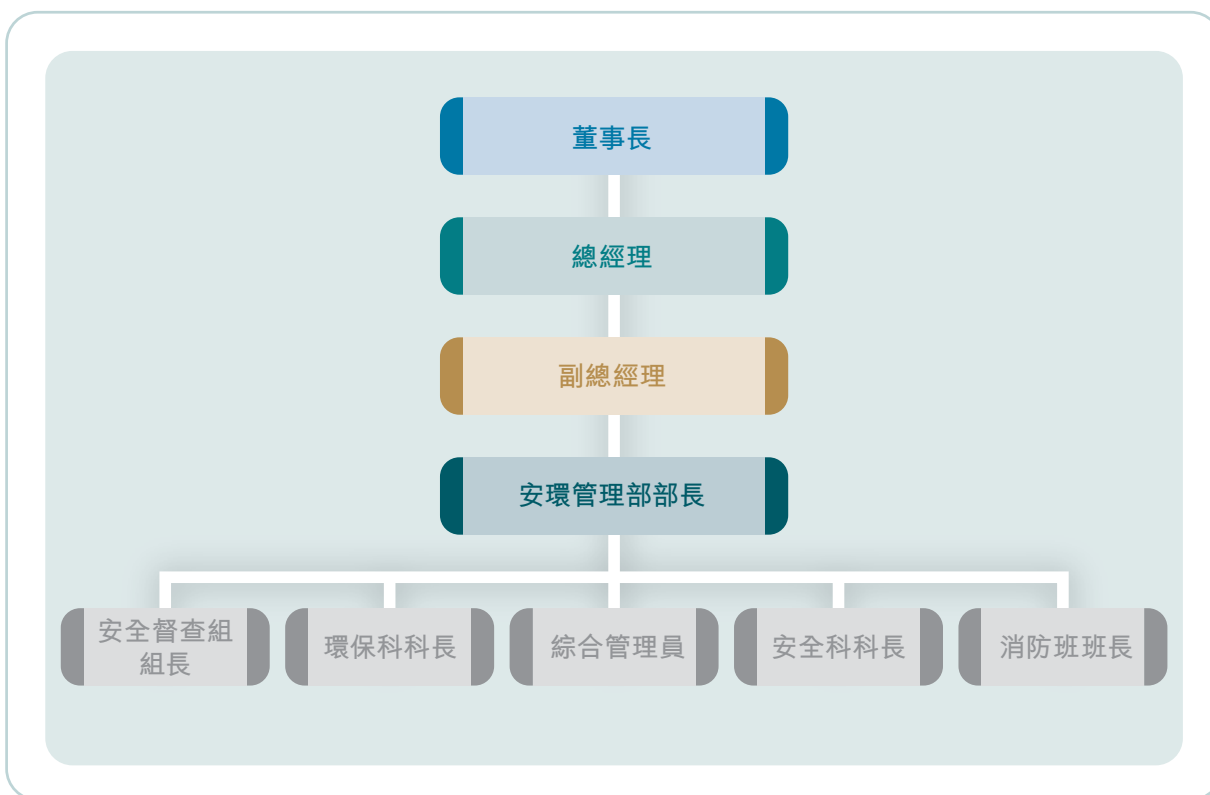 董事長
總經理
副總經理
安環管理部部長
安全督查組
組長
環保科科長
綜合管理員
安全科科長
消防班班長